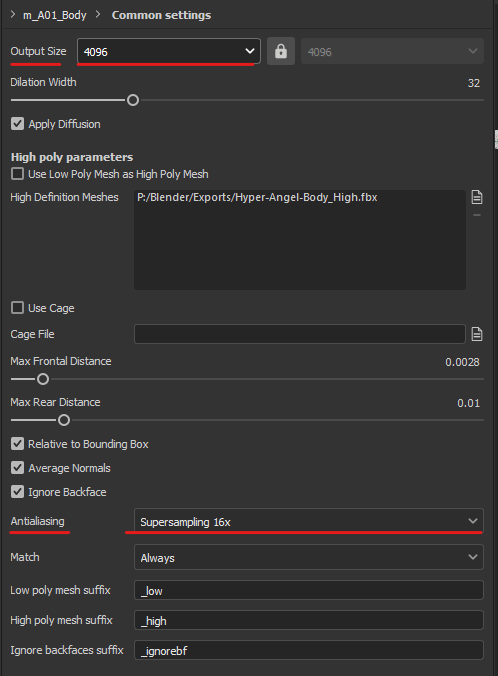 m_A01_Body > Common settings
Output Size 4096 4096
Dilation Width 32
Apply Diffusion
High poly parameters
Use Low Poly Mesh as High Poly Mesh
High Definition Meshes P:/Blender/Exports/Hyper-Angel-Body_High.fbx
Use Cage
Cage File
Max Frontal Distance 0.0028
Max Rear Distance 0.01
Relative to Bounding Box
Average Normals
Ignore Backface
Antialiasing Supersampling 16x
Match Always
Low poly mesh suffix _low
High poly mesh suffix _high
Ignore backfaces suffix _ignorebf